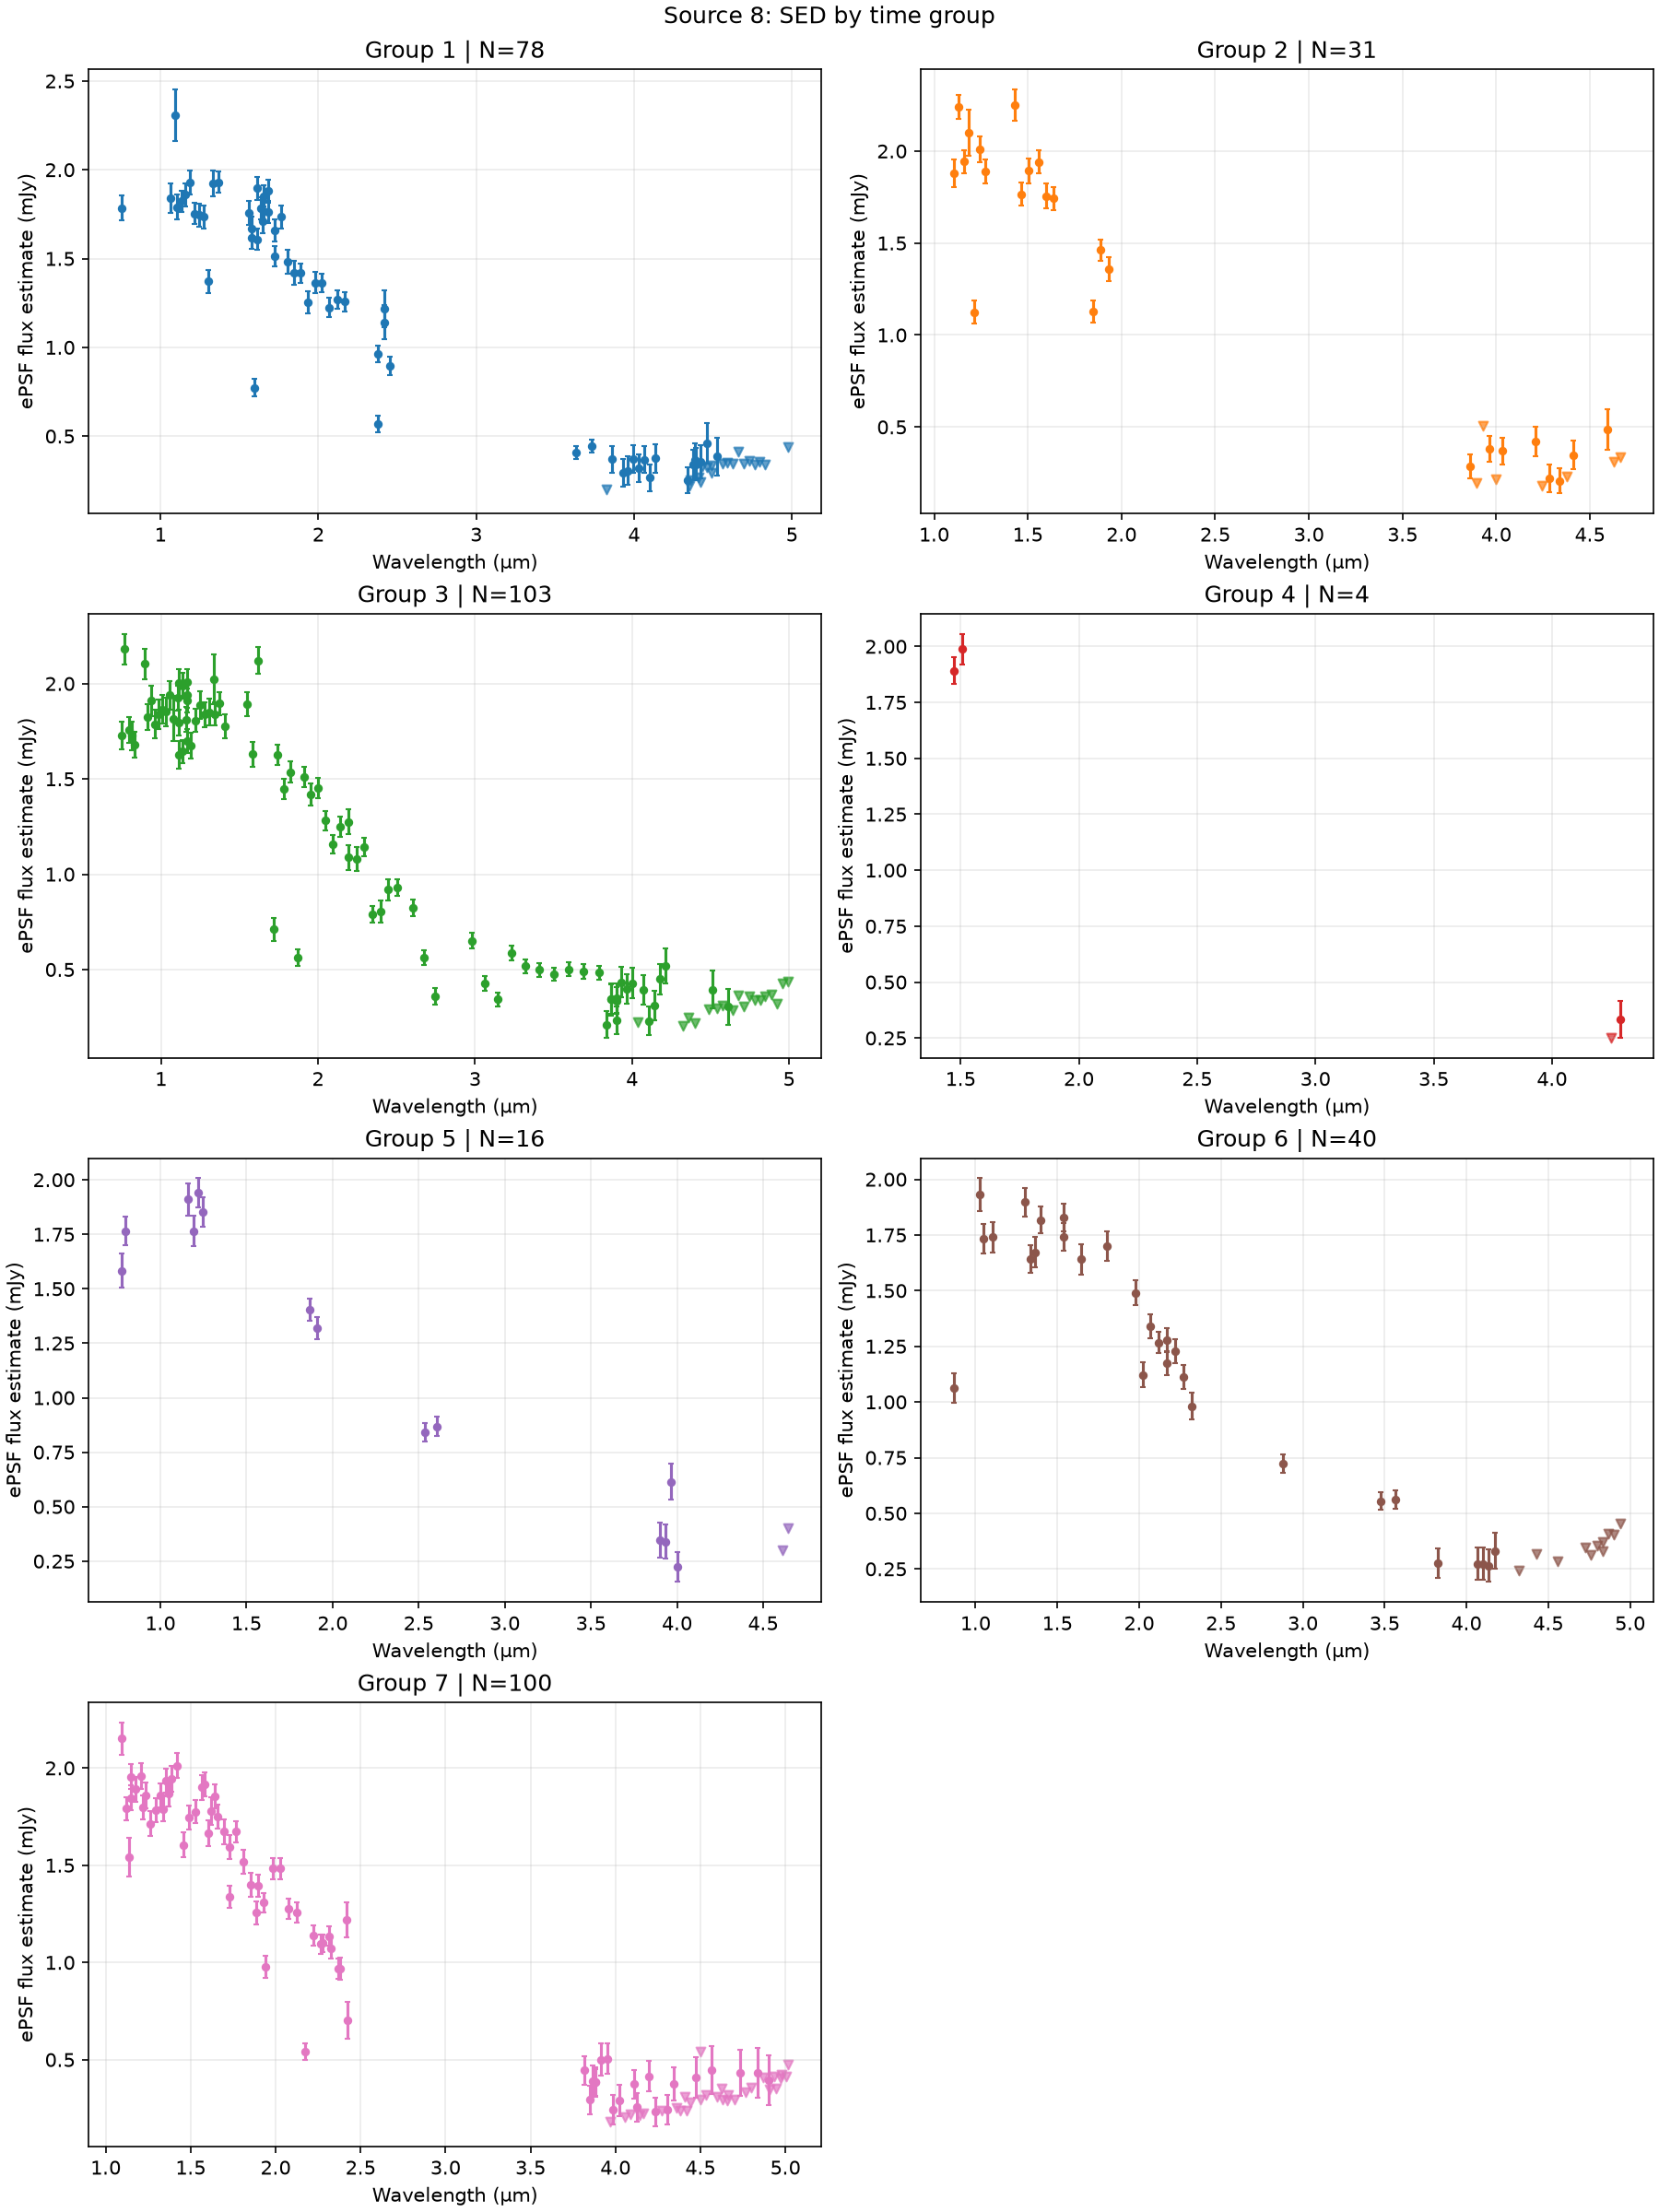 Source 8: SED by time group
Group 1 | N=78
2.5
2.0
1.5
1.0
0.5
ePSF flux estimate (mJy)
1 2 3 4 5
Wavelength (μm)
Group 2 | N=31
2.0
1.5
1.0
0.5
ePSF flux estimate (mJy)
1.0 1.5 2.0 2.5 3.0 3.5 4.0 4.5
Wavelength (μm)
Group 3 | N=103
2.0
1.5
1.0
0.5
ePSF flux estimate (mJy)
1 2 3 4 5
Wavelength (μm)
Group 4 | N=4
2.00
1.75
1.50
1.25
1.00
0.75
0.50
0.25
ePSF flux estimate (mJy)
1.5 2.0 2.5 3.0 3.5 4.0
Wavelength (μm)
Group 5 | N=16
2.00
1.75
1.50
1.25
1.00
0.75
0.50
0.25
ePSF flux estimate (mJy)
1.0 1.5 2.0 2.5 3.0 3.5 4.0 4.5
Wavelength (μm)
Group 6 | N=40
2.00
1.75
1.50
1.25
1.00
0.75
0.50
0.25
ePSF flux estimate (mJy)
1.0 1.5 2.0 2.5 3.0 3.5 4.0 4.5 5.0
Wavelength (μm)
Group 7 | N=100
2.0
1.5
1.0
0.5
ePSF flux estimate (mJy)
1.0 1.5 2.0 2.5 3.0 3.5 4.0 4.5 5.0
Wavelength (μm)